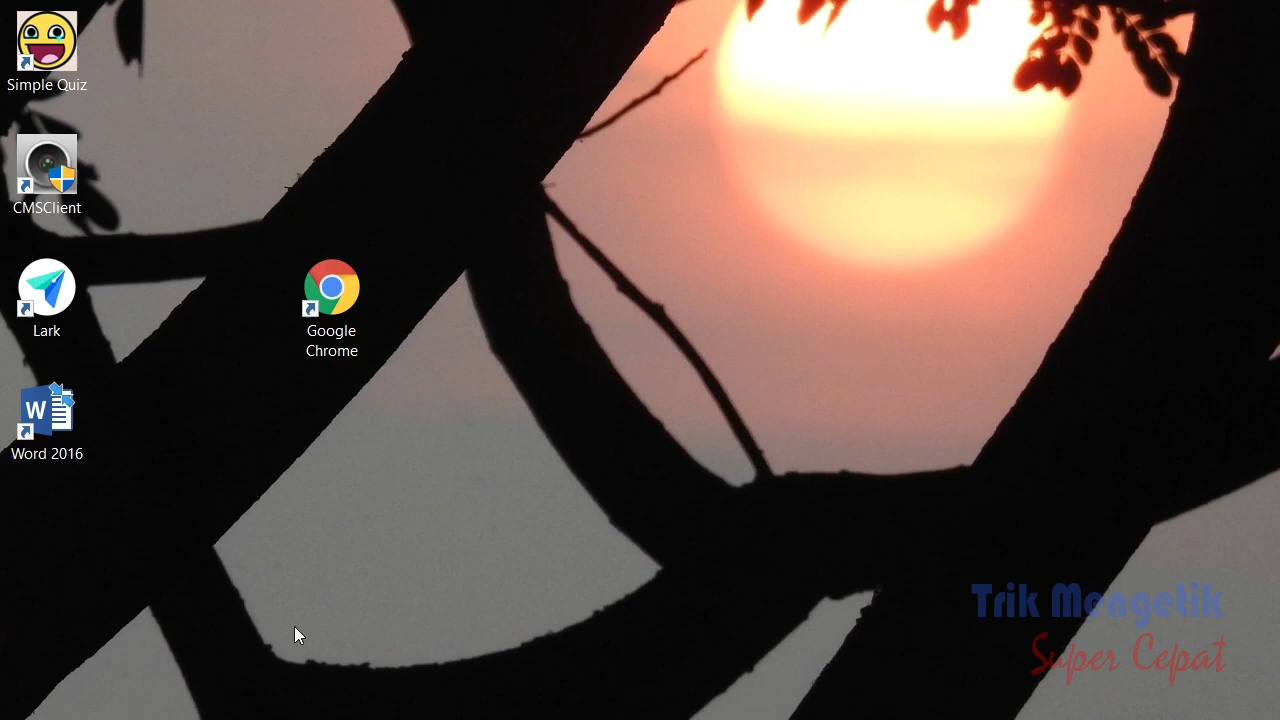 Simple Quiz
CMSClient
Lark
Google
Chrome
W
Word 2016
Trik Mengetik
Super Cepat